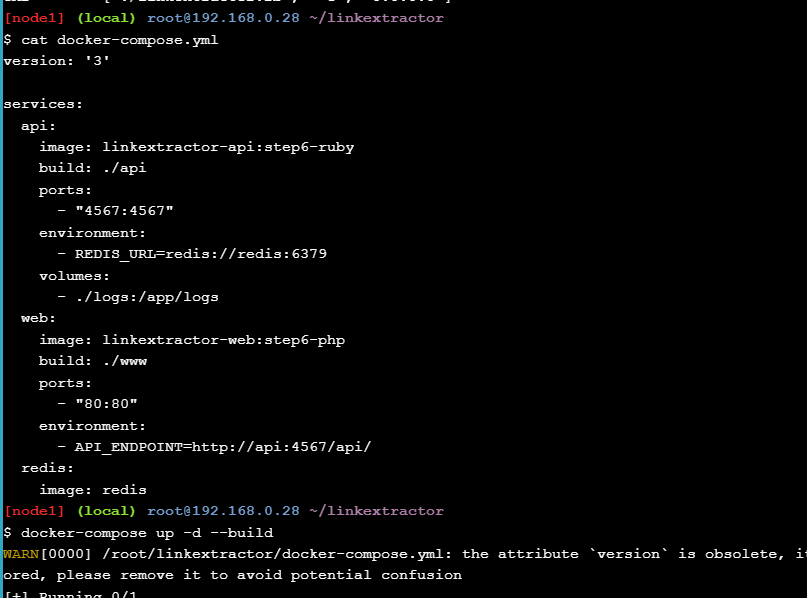 [node1] (local) root@192.168.0.28 ~/linkextractor
$ cat docker-compose.yml
version: '3'
services:
api:
image: linkextractor-api:step6-ruby
build: ./api
ports:
- "4567:4567"
environment:
- REDIS_URL=redis://redis:6379
volumes:
- ./logs:/app/logs
web:
image: linkextractor-web:step6-php
build: ./www
ports:
- "80:80"
environment:
- API_ENDPOINT=http://api:4567/api/
redis:
image: redis
[node1] (local) root@192.168.0.28 ~/linkextractor
$ docker-compose up -d --build
WARN[0000] /root/linkextractor/docker-compose.yml: the attribute `version` is obsolete, it
ored, please remove it to avoid potential confusion
[+] Running 0/1